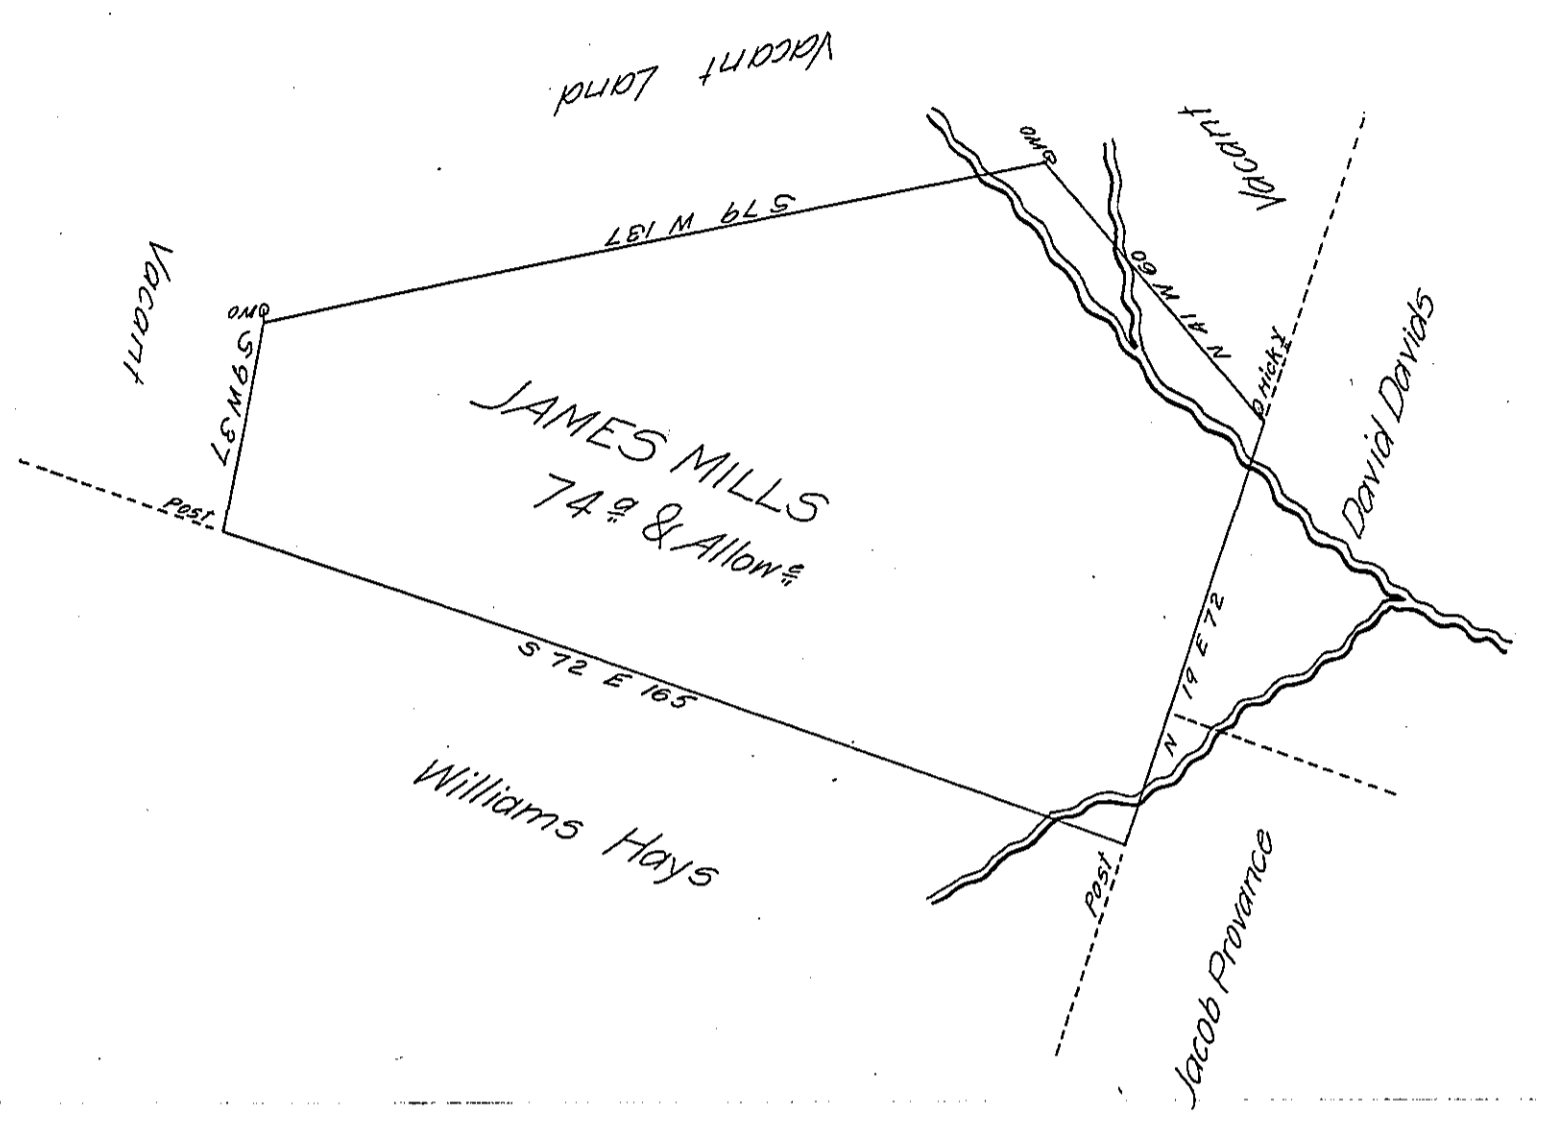 Vacant Land
Vacant
WO
S 79 W 137
Vacant
WO
N 41 W 60
S 9 W 37
Hicky
David Davids
JAMES MILLS
74 a & Allowe
Post
N 19 E 72
S 72 E 165
Williams Hays
Post
Jacob Provance